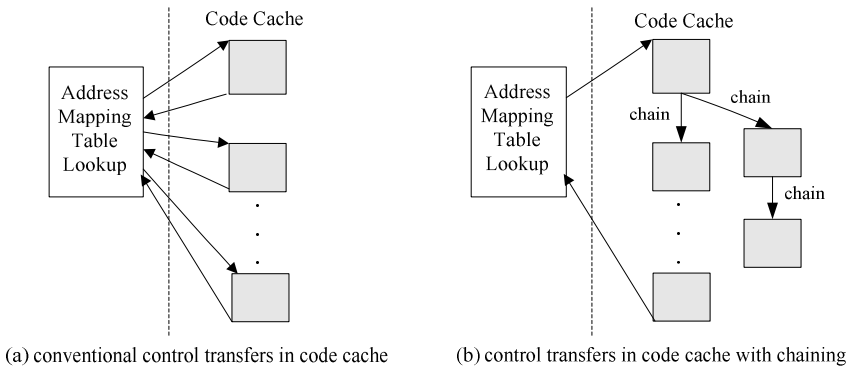 Code Cache
Address
Mapping
Table
Lookup
(a) conventional control transfers in code cache
Code Cache
Address
Mapping
Table
Lookup
chain
chain
chain
(b) control transfers in code cache with chaining